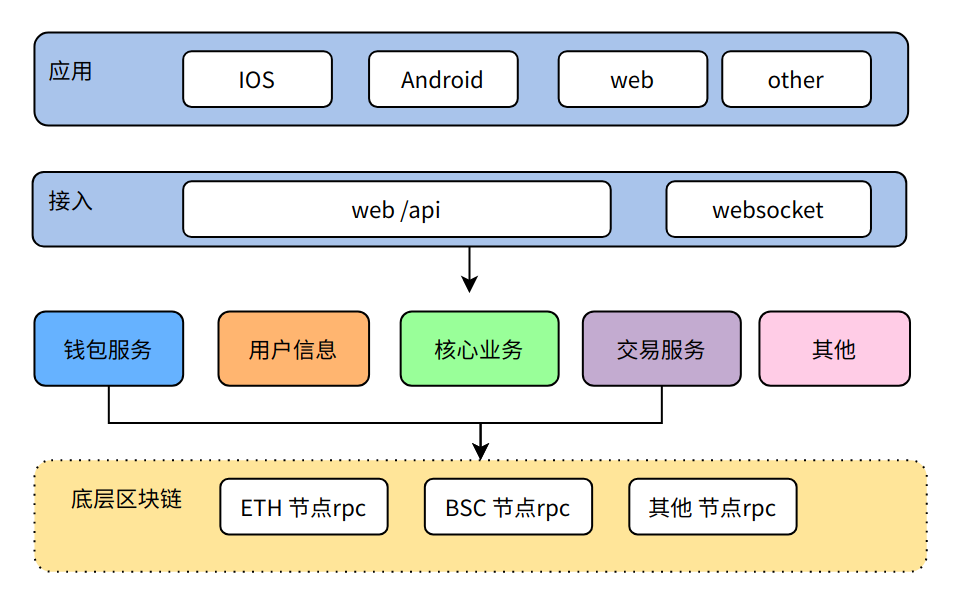 应用
IOS
Android
web
other
接入
web /api
websocket
钱包服务
用户信息
核心业务
交易服务
其他
底层区块链
ETH 节点rpc
BSC 节点rpc
其他 节点rpc